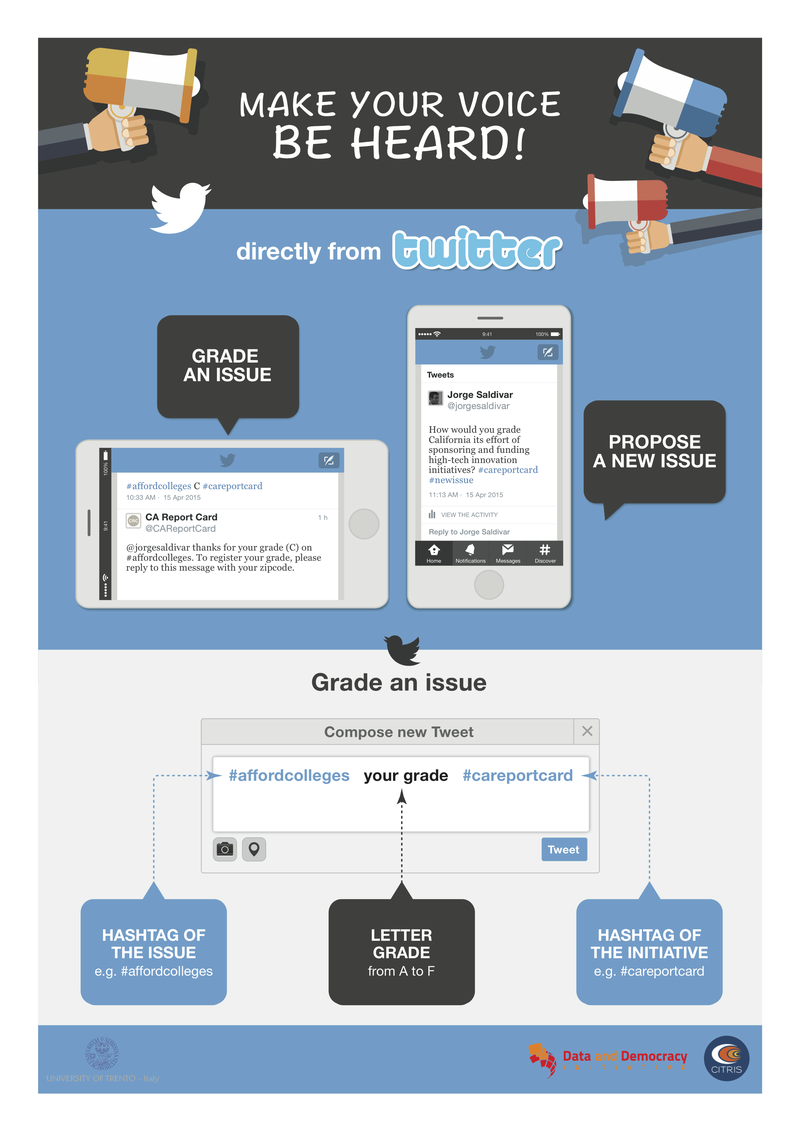 MAKE YOUR VOICE
BE HEARD!
directly from twitter
GRADE
AN ISSUE
100%
9:41
#affordcolleges C #careportcard
10:33 AM · 15 Apr 2015
CA Report Card
1 h
@CAReportCard
@jorgesaldivar thanks for your grade (C) on
#affordcolleges. To register your grade, please
reply to this message with your zipcode.
9:41
100%
Tweets
Jorge Saldivar
@jorgesaldivar
How would you grade
California its effort of
sponsoring and funding
high-tech innovation
initiatives? #careportcard
#newissue
11:13 AM · 15 Apr 2015
VIEW THE ACTIVITY
Reply to Jorge Saldivar
Home
Notifications
Messages
Discover
PROPOSE
A NEW ISSUE
Grade an issue
Compose new Tweet
#affordcolleges your grade #careportcard
Tweet
HASHTAG OF
THE ISSUE
e.g. #affordcolleges
LETTER
GRADE
from A to F
HASHTAG OF
THE INITIATIVE
e.g. #careportcard
UNIVERSITY OF TRENTO - Italy
Data and Democracy
INITIATIVE
CITRIS